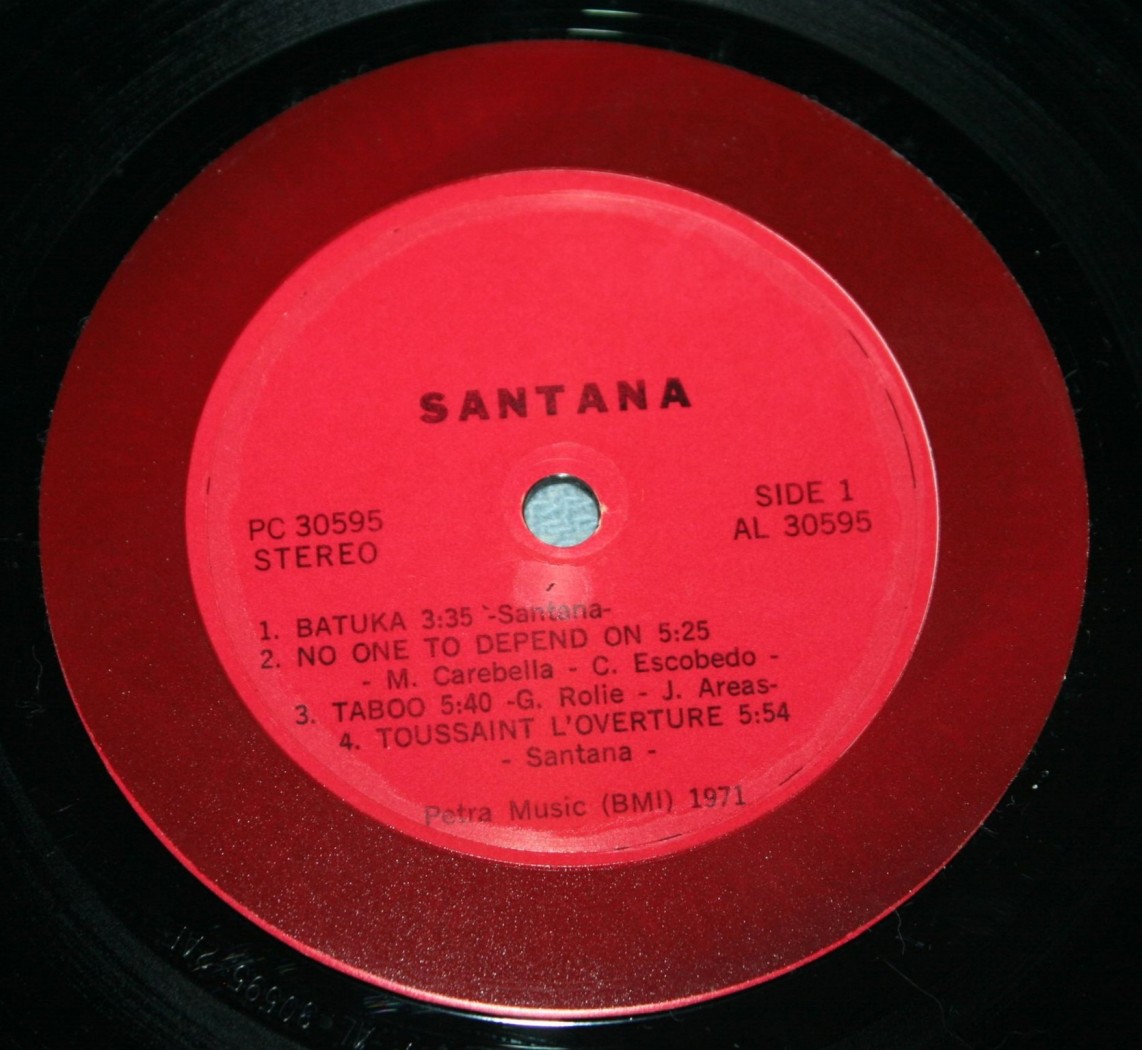 SANTANA
PC 30595
STEREO
SIDE 1
AL 30595
1. BATUKA 3:35 -Santana-
2. NO ONE TO DEPEND ON 5:25
- M. Carebella - C. Escobedo -
3. TABOO 5:40 -G. Rolie - J. Areas-
4. TOUSSAINT L'OVERTURE 5:54
- Santana -
Petra Music (BMI) 1971
AL - 30595